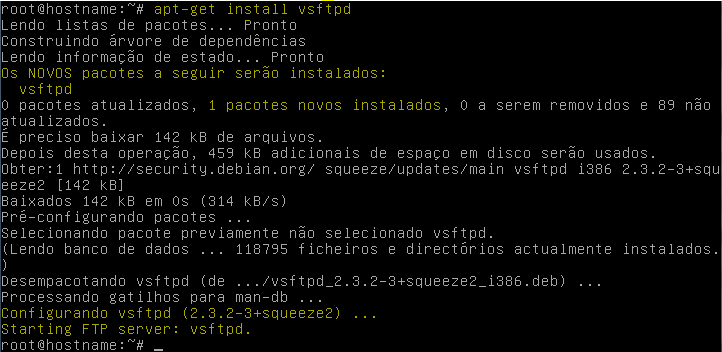 root@hostname:~# apt-get install vsftpd
Lendo listas de pacotes... Pronto
Construindo árvore de dependências
Lendo informação de estado... Pronto
Os NOVOS pacotes a seguir serão instalados:
  vsftpd
0 pacotes atualizados, 1 pacotes novos instalados, 0 a serem removidos e 89 não
atualizados.
É preciso baixar 142 kB de arquivos.
Depois desta operação, 459 kB adicionais de espaço em disco serão usados.
Obter:1 http://security.debian.org/ squeeze/updates/main vsftpd i386 2.3.2-3+squ
eeze2 [142 kB]
Baixados 142 kB em 0s (314 kB/s)
Pré-configurando pacotes ...
Selecionando pacote previamente não selecionado vsftpd.
(Lendo banco de dados ... 118795 ficheiros e directórios actualmente instalados.
)
Desempacotando vsftpd (de .../vsftpd_2.3.2-3+squeeze2_i386.deb) ...
Processando gatilhos para man-db ...
Configurando vsftpd (2.3.2-3+squeeze2) ...
Starting FTP server: vsftpd.
root@hostname:~# _